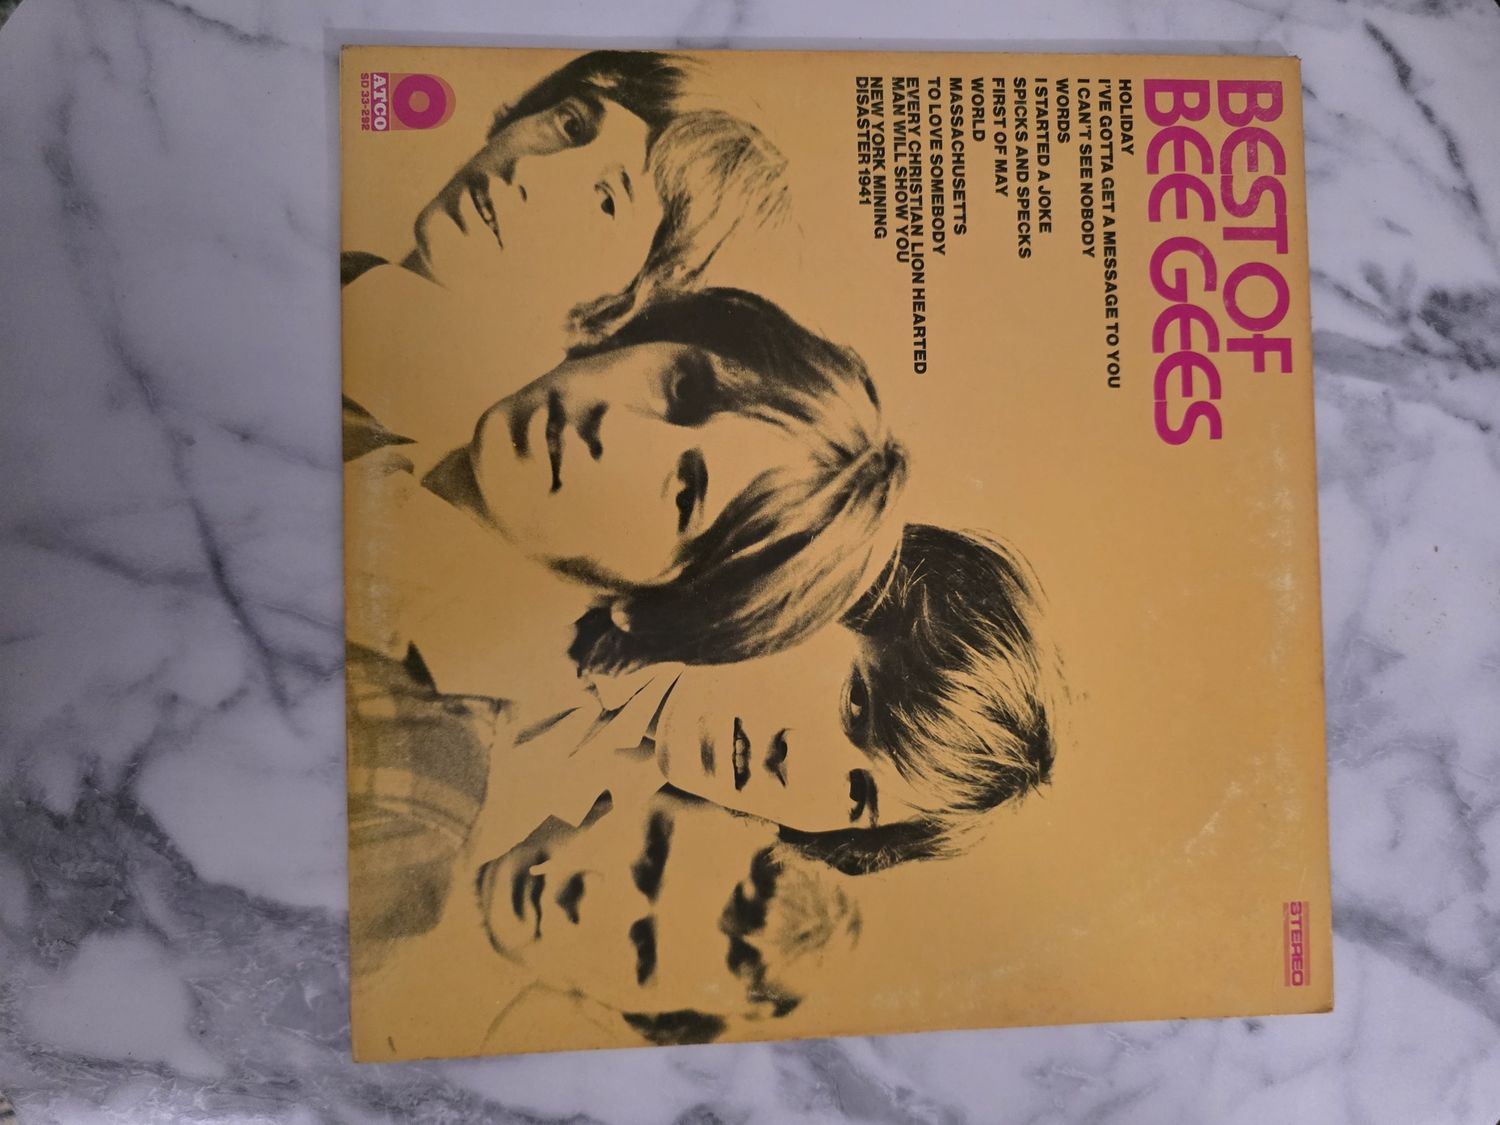 BEST OF
BEE GEES
HOLIDAY
I'VE GOTTA GET A MESSAGE TO YOU
I CAN'T SEE NOBODY
WORDS
I STARTED A JOKE
SPICKS AND SPECKS
FIRST OF MAY
WORLD
MASSACHUSETTS
TO LOVE SOMEBODY
EVERY CHRISTIAN LION HEARTED
MAN WILL SHOW YOU
NEW YORK MINING
DISASTER 1941
STEREO
ATCO
SD 33-292